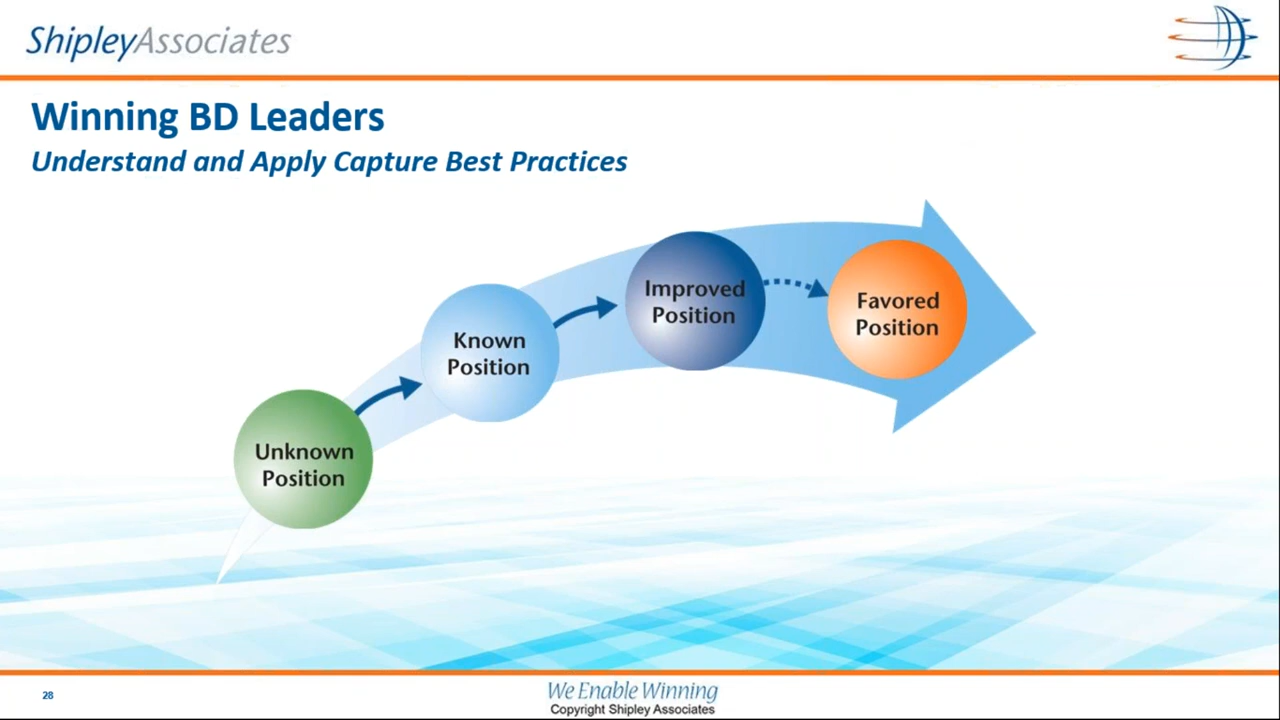 ShipleyAssociates
Winning BD Leaders
Understand and Apply Capture Best Practices
Unknown
Position
Known
Position
Improved
Position
Favored
Position
28
We Enable Winning
Copyright Shipley Associates